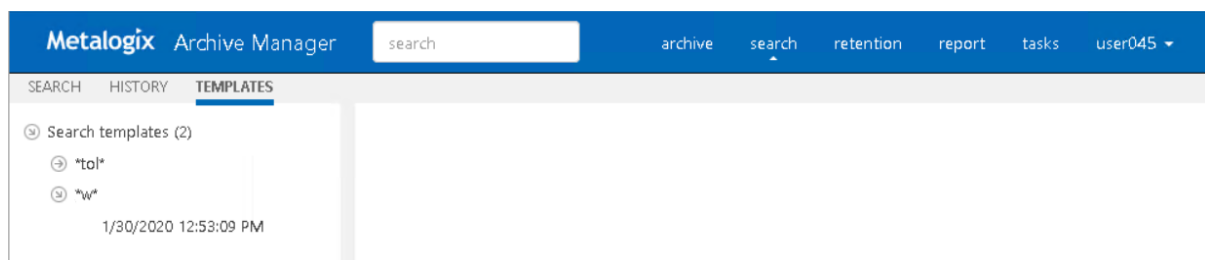 Metalogix Archive Manager search archive search retention report tasks user045
SEARCH HISTORY TEMPLATES
Search templates (2)
*tol*
*w*
1/30/2020 12:53:09 PM